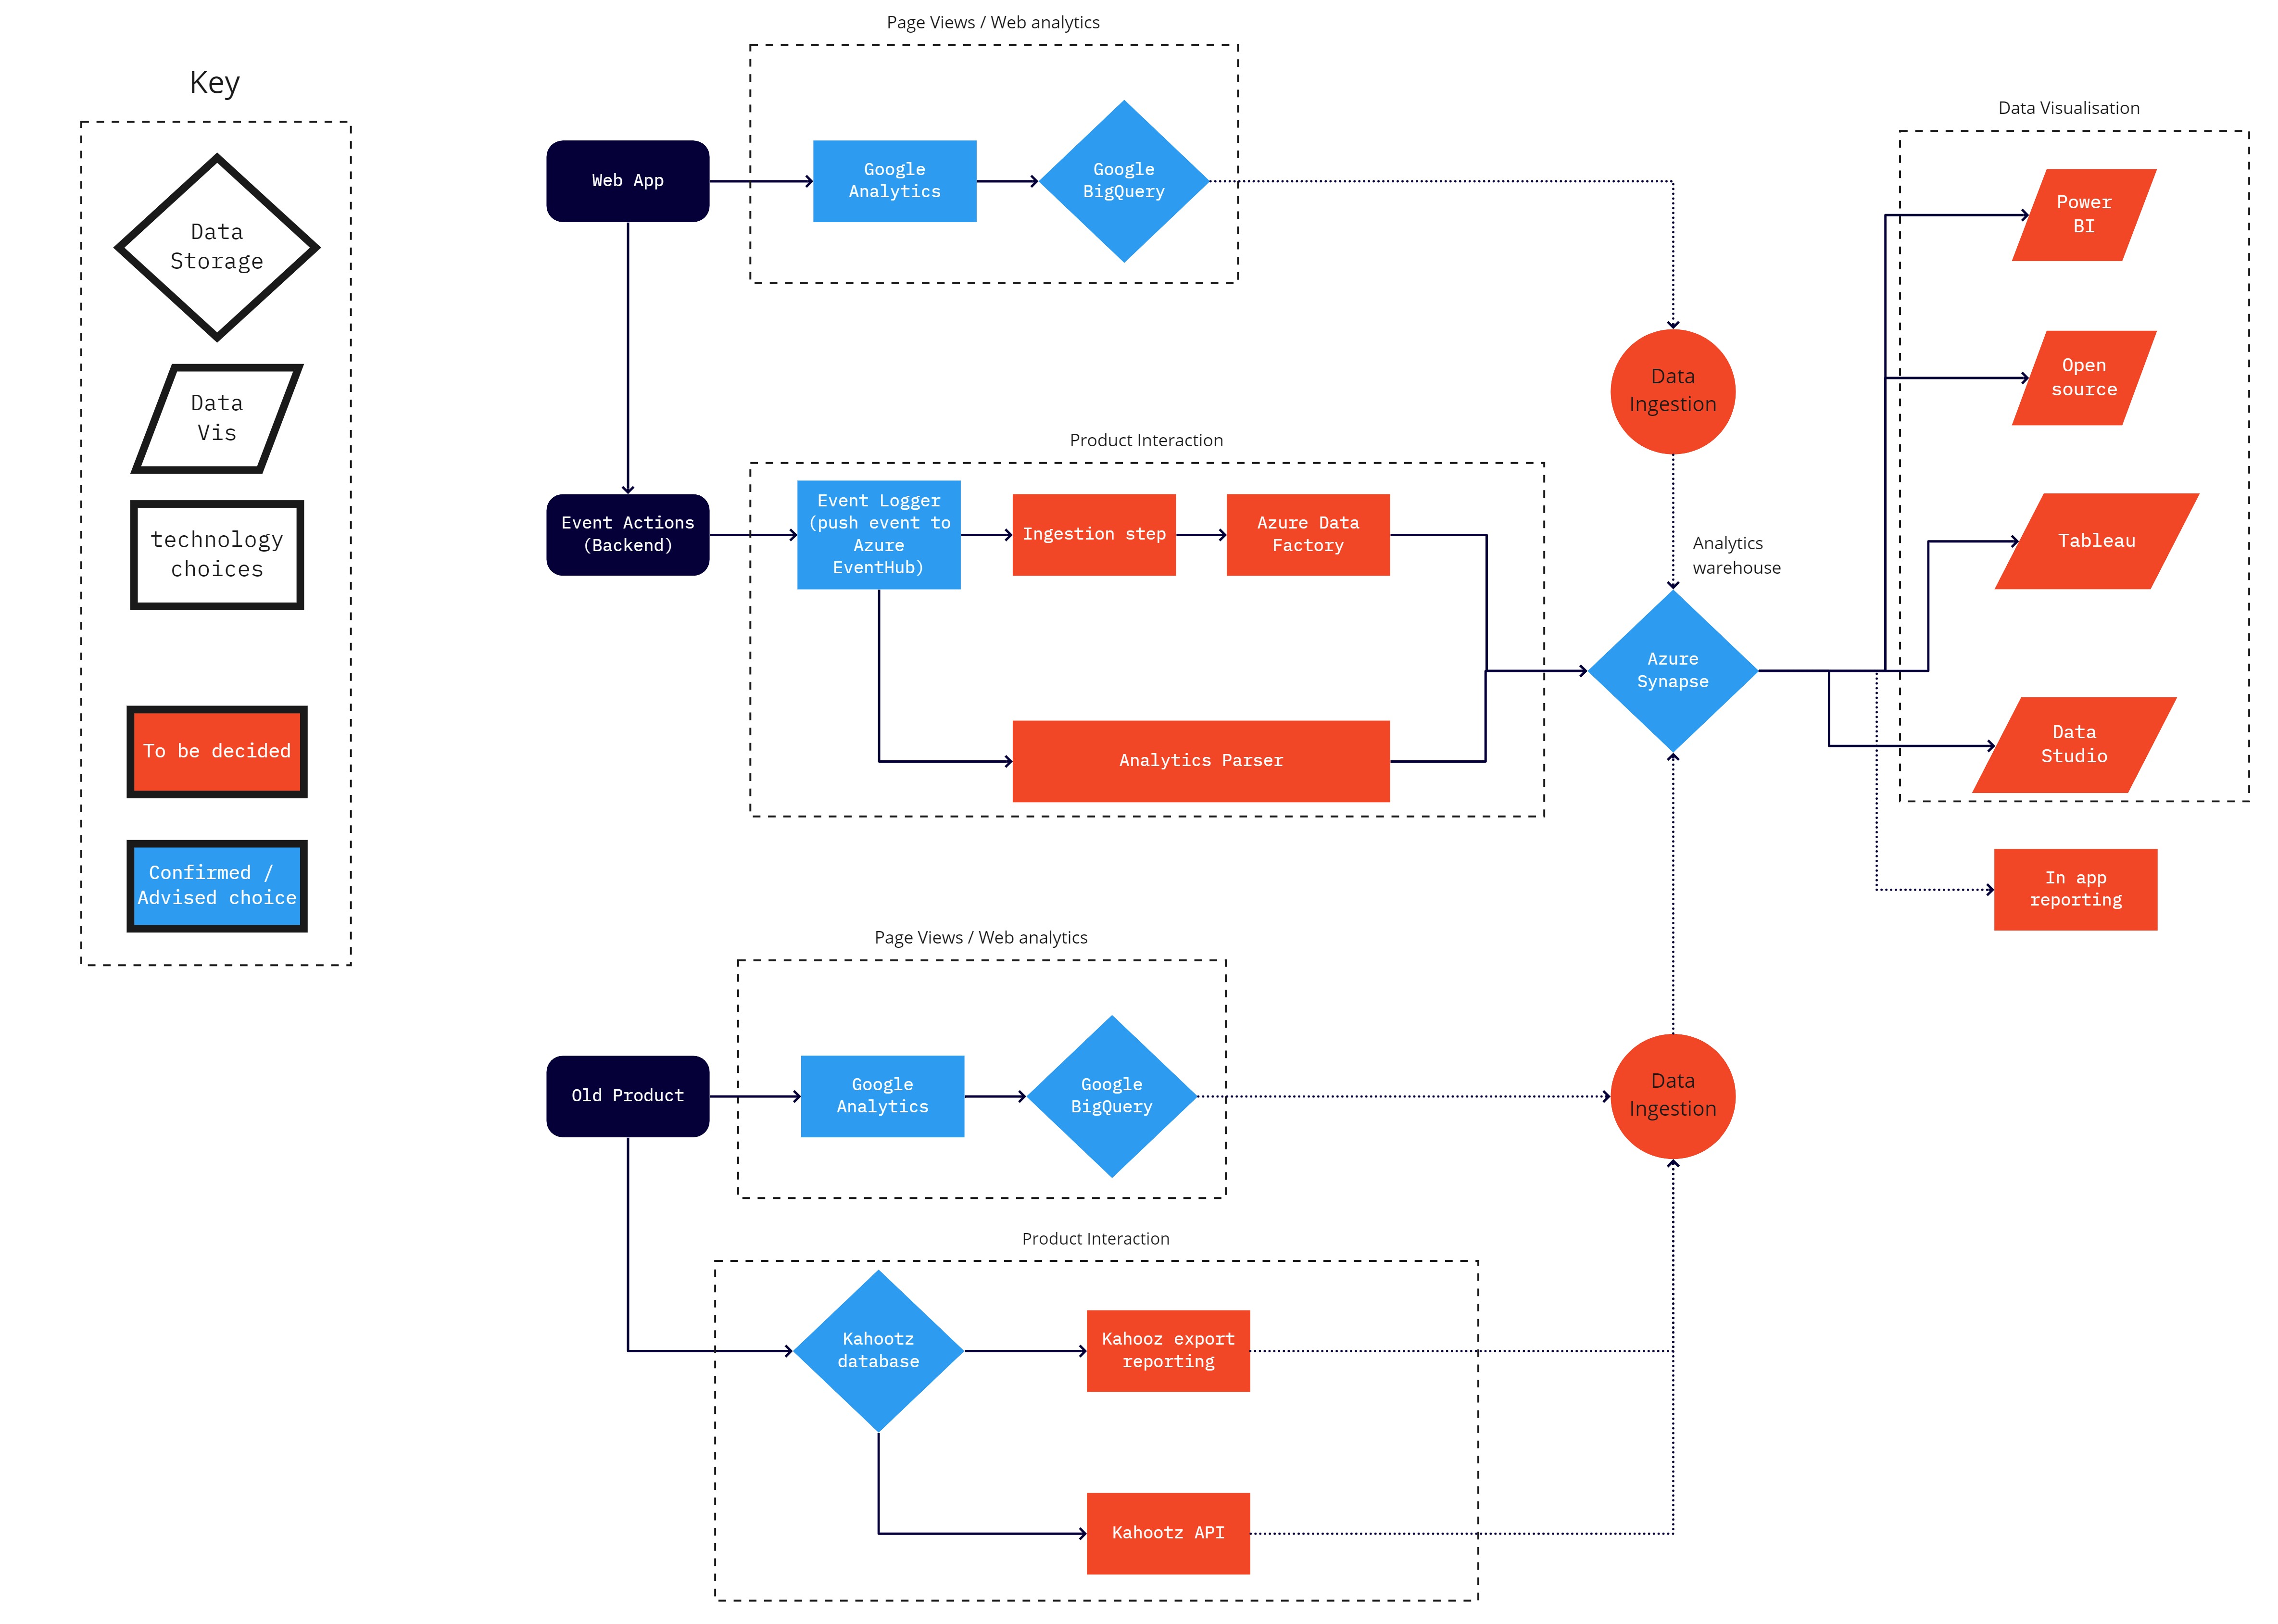 Key
Data
Storage
Data
Vis
technology
choices
To be decided
Confirmed /
Advised choice
Page Views / Web analytics
Web App
Google
Analytics
Google
BigQuery
Data
Ingestion
Product Interaction
Event Actions
(Backend)
Event Logger
(push event to
Azure
EventHub)
Ingestion step
Azure Data
Factory
Analytics Parser
Analytics
warehouse
Azure
Synapse
Data Visualisation
Power
BI
Open
source
Tableau
Data
Studio
In app
reporting
Page Views / Web analytics
Old Product
Google
Analytics
Google
BigQuery
Data
Ingestion
Product Interaction
Kahootz
database
Kahooz export
reporting
Kahootz API